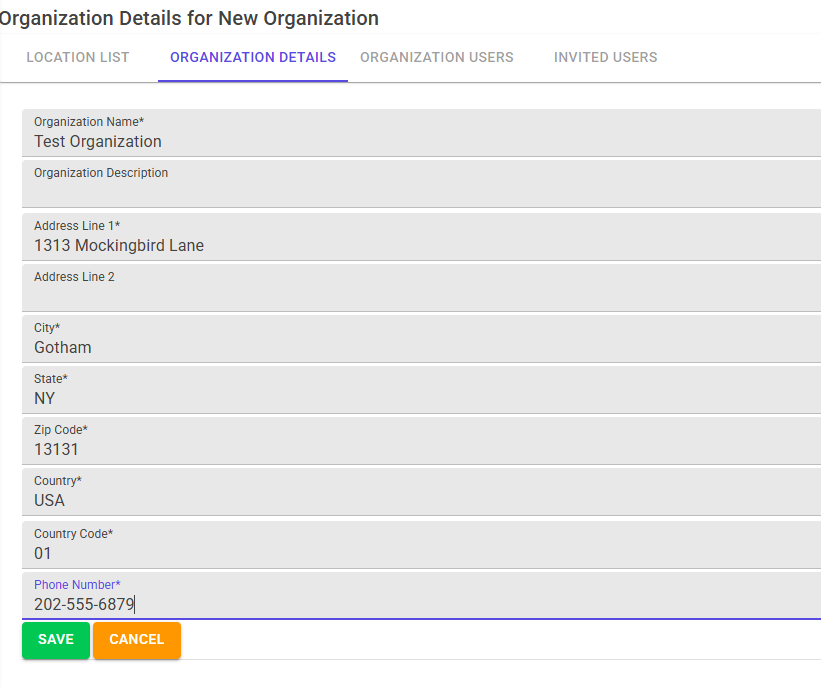 Organization Details for New Organization
LOCATION LIST ORGANIZATION DETAILS ORGANIZATION USERS INVITED USERS
Organization Name*
Test Organization
Organization Description
Address Line 1*
1313 Mockingbird Lane
Address Line 2
City*
Gotham
State*
NY
Zip Code*
13131
Country*
USA
Country Code*
01
Phone Number*
202-555-6879
SAVE CANCEL